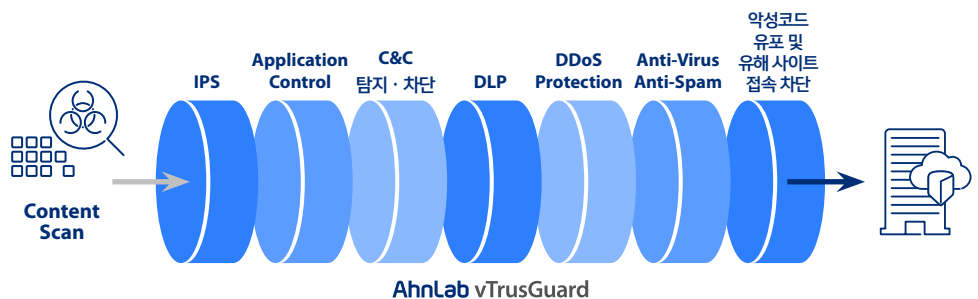 Content
Scan
IPS
Application
Control
C&C
탐지 · 차단
DLP
DDoS
Protection
Anti-Virus
Anti-Spam
악성코드
유포 및
유해 사이트
접속 차단
AhnLab vTrusGuard